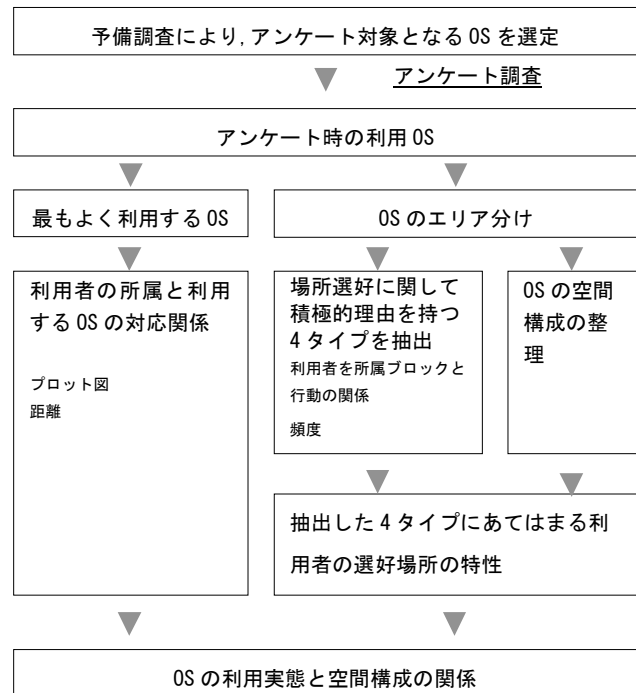 予備調査により,アンケート対象となるOSを選定
アンケート調査
アンケート時の利用OS
最もよく利用するOS
OSのエリア分け
利用者の所属と利用
するOSの対応関係
プロット図
距離
場所選好に関して
積極的理由を持つ
4タイプを抽出
利用者を所属ブロックと
行動の関係
頻度
OSの空間
構成の整
理
抽出した4タイプにあてはまる利
用者の選好場所の特性
OSの利用実態と空間構成の関係